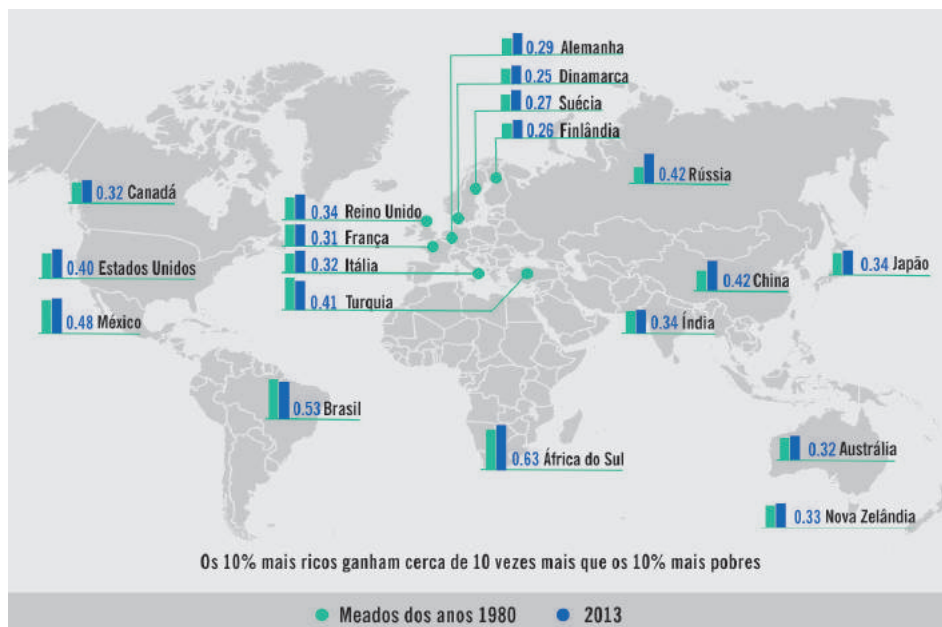 0.29 Alemanha
0.25 Dinamarca
0.27 Suécia
0.26 Finlândia
0.42 Rússia
0.32 Canadá
0.34 Reino Unido
0.31 França
0.40 Estados Unidos
0.32 Itália
0.34 Japão
0.42 China
0.41 Turquia
0.48 México
0.34 Índia
0.53 Brasil
0.63 África do Sul
0.32 Austrália
0.33 Nova Zelândia
Os 10% mais ricos ganham cerca de 10 vezes mais que os 10% mais pobres
Meados dos anos 1980 2013